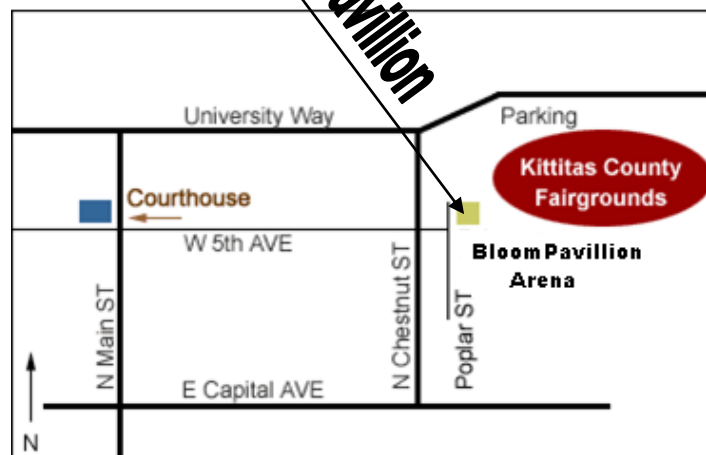 Pavillion
University Way
Parking
Kittitas County
Fairgrounds
Courthouse
W 5th AVE
Bloom Pavillion
Arena
N Main ST
N Chestnut ST
Poplar ST
E Capital AVE
N